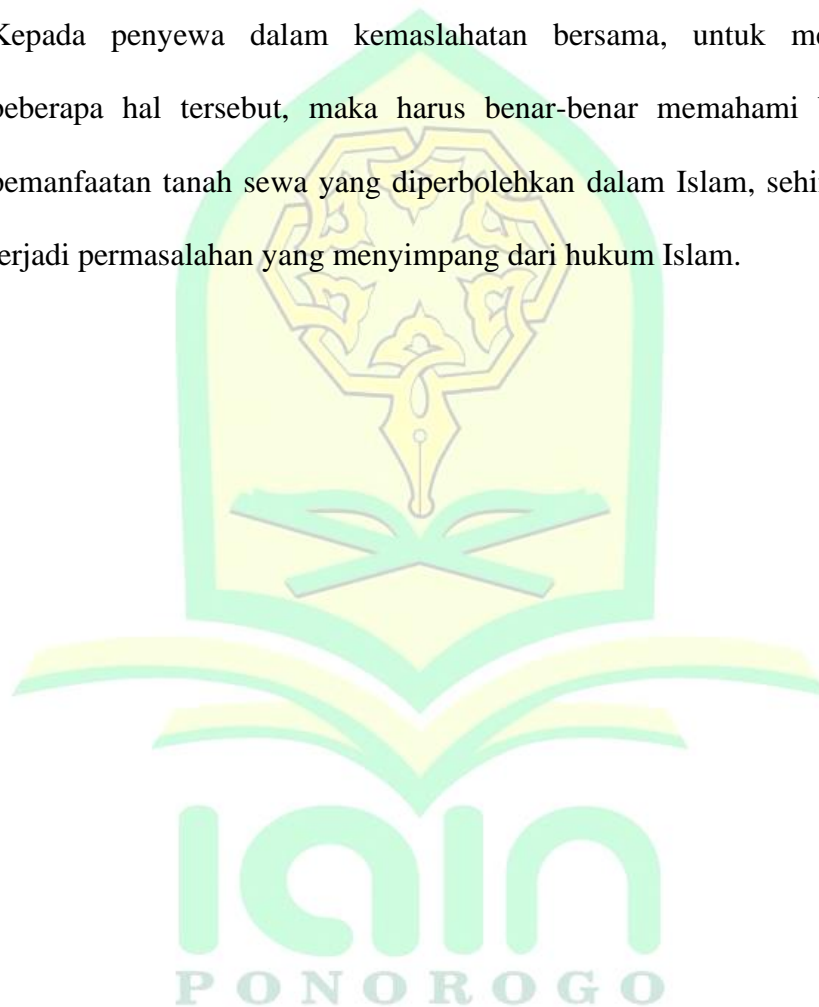 Kepada penyewa dalam kemaslahatan bersama, untuk
beberapa hal tersebut, maka harus benar-benar memahami
pemanfaatan tanah sewa yang diperbolehkan dalam Islam,
terjadi permasalahan yang menyimpang dari hukum Islam.
iain
PONOROGO